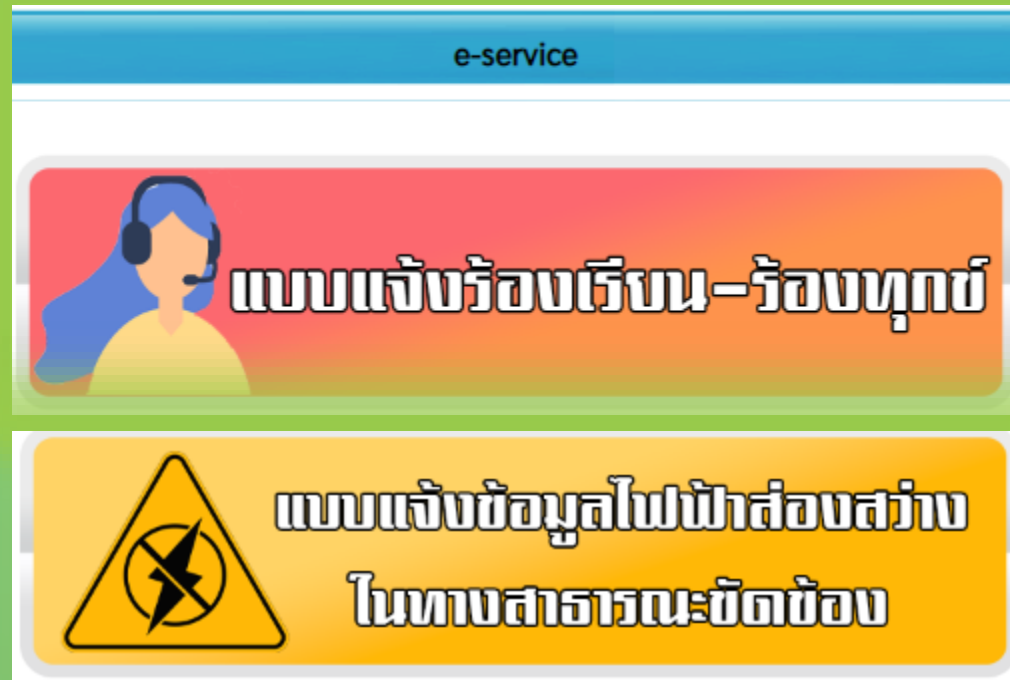 e-service
แบบแจ้งร้องเรียน-ร้องทุกข์
แบบแจ้งข้อมูลไฟฟ้าส่องสว่าง
ในทางสาธารณะขัดข้อง